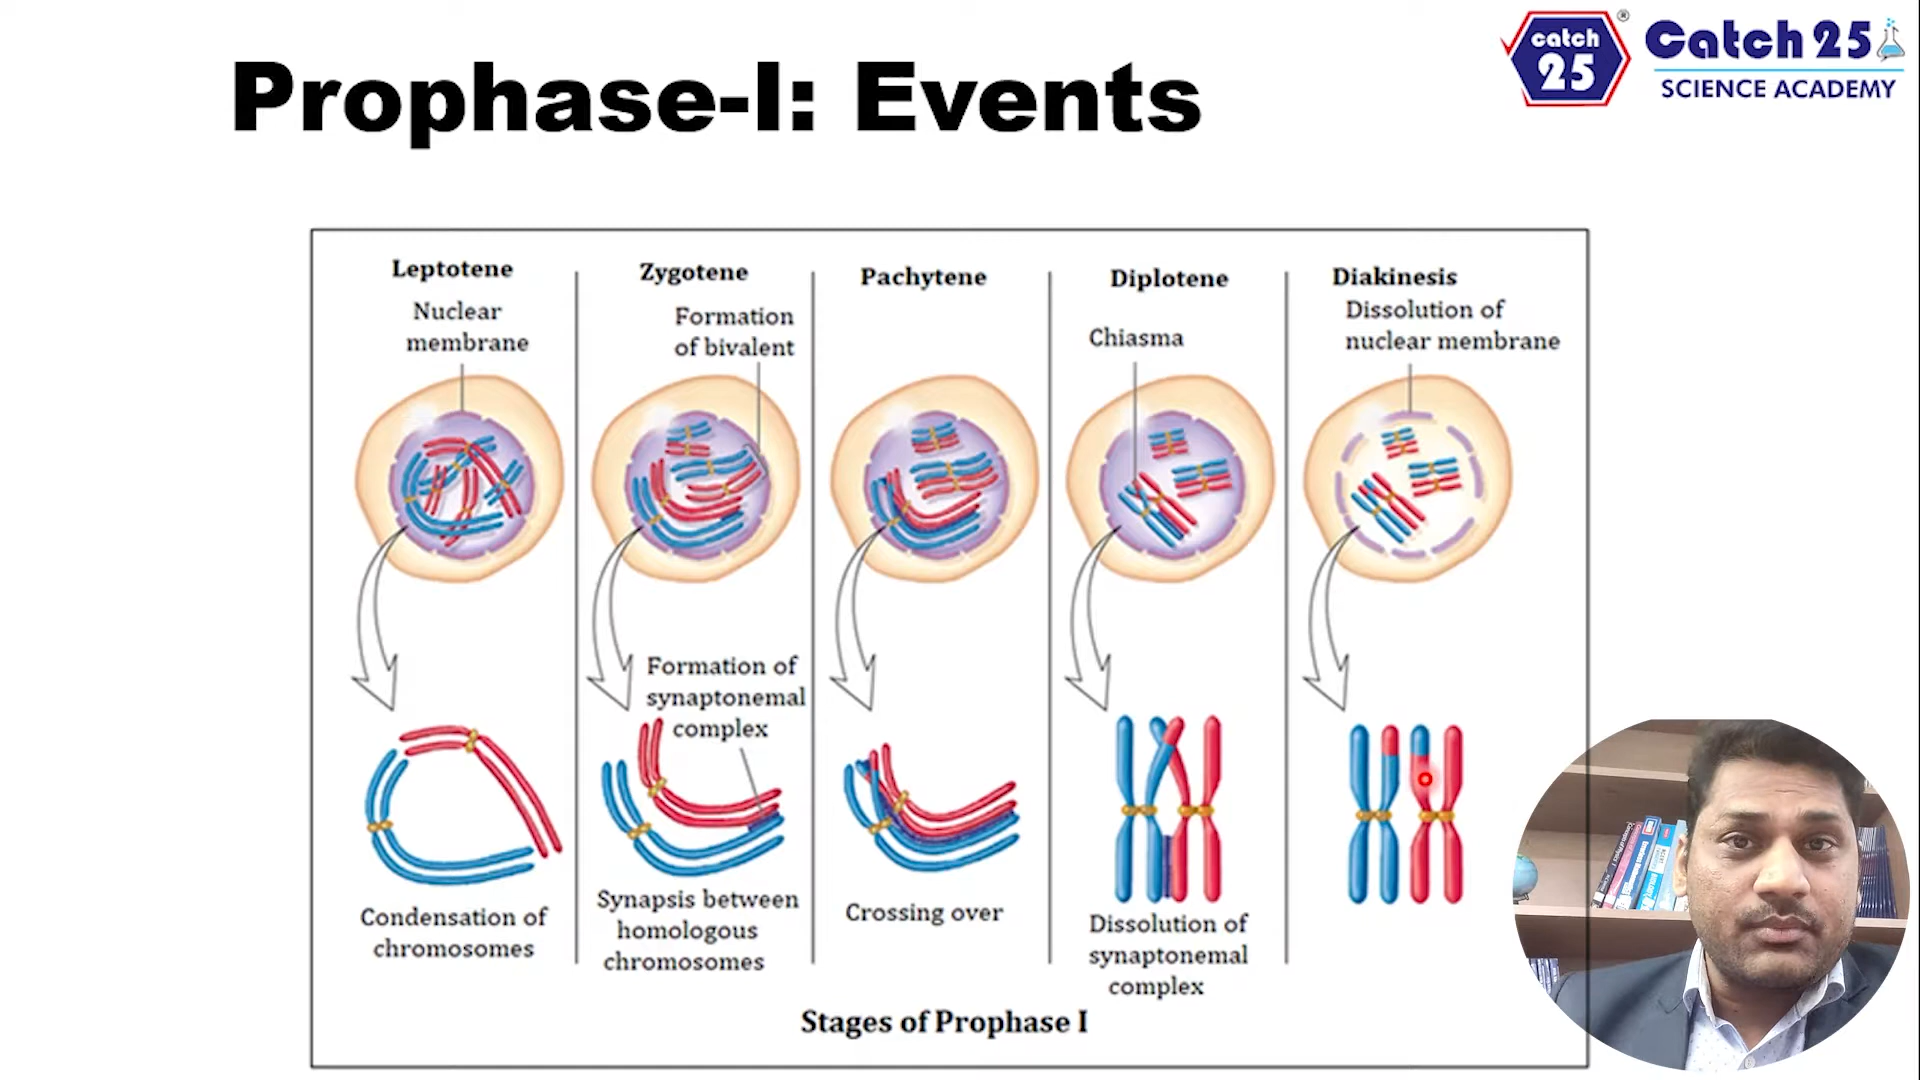 catch
25
®
Catch 25
SCIENCE ACADEMY
Prophase-I: Events
Leptotene
Nuclear
membrane
Condensation of
chromosomes
Zygotene
Formation
of bivalent
Formation of
synaptonemal
complex
Synapsis between
homologous
chromosomes
Pachytene
Crossing over
Diplotene
Chiasma
Dissolution of
synaptonemal
complex
Diakinesis
Dissolution of
nuclear membrane
Stages of Prophase I